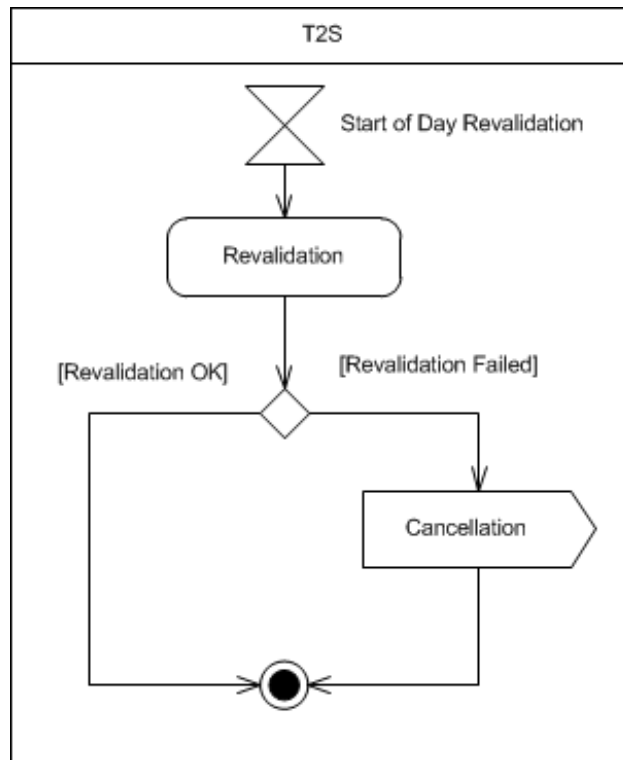 T2S
Start of Day Revalidation
Revalidation
[Revalidation OK]
[Revalidation Failed]
Cancellation